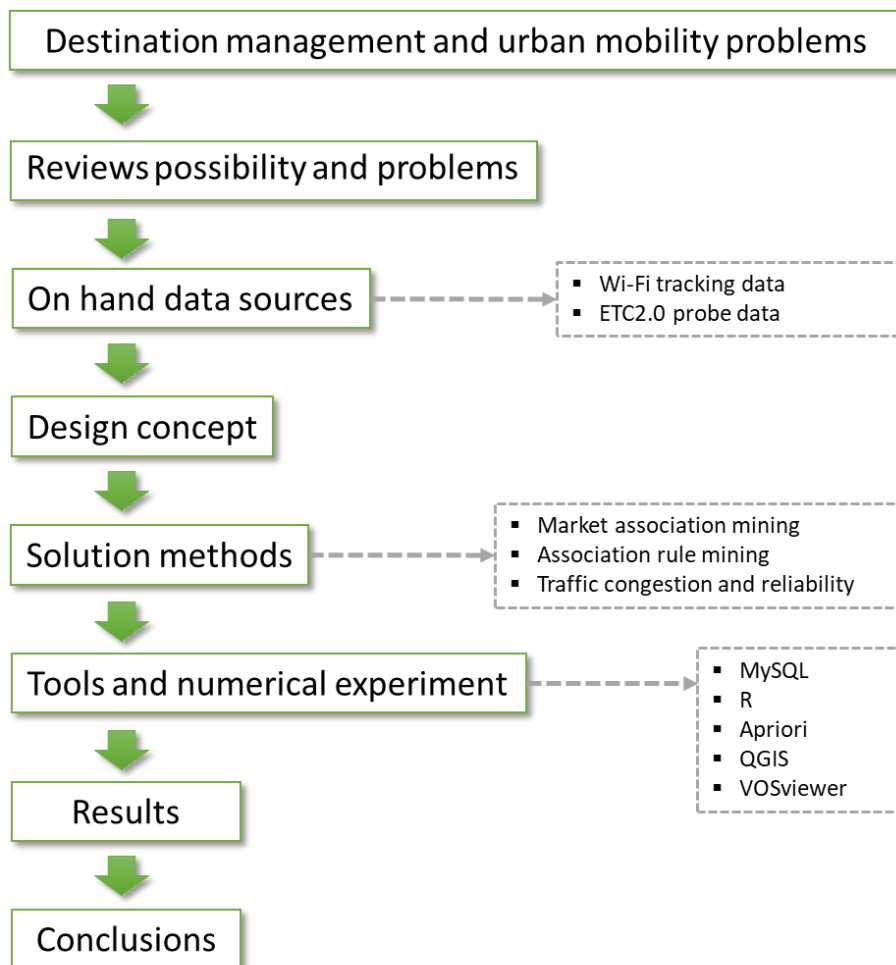 Destination management and urban mobility problems
Reviews possibility and problems
On hand data sources
▪ Wi-Fi tracking data
▪ ETC2.0 probe data
Design concept
Solution methods
▪ Market association mining
▪ Association rule mining
▪ Traffic congestion and reliability
Tools and numerical experiment
▪ MySQL
▪ R
▪ Apriori
▪ QGIS
▪ VOSviewer
Results
Conclusions